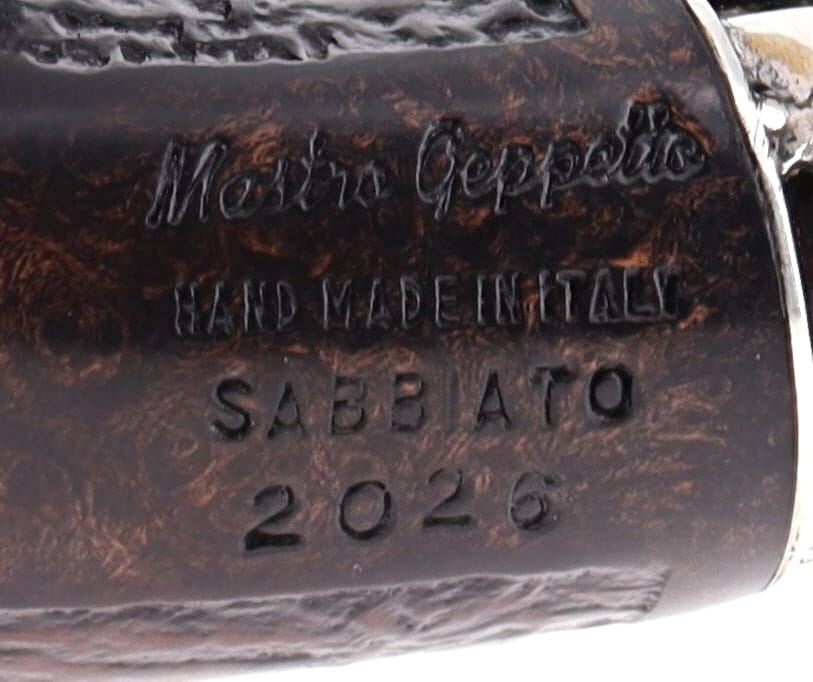 Mastro Geppetto
HAND MADE IN ITALY
SABBIATO
2026